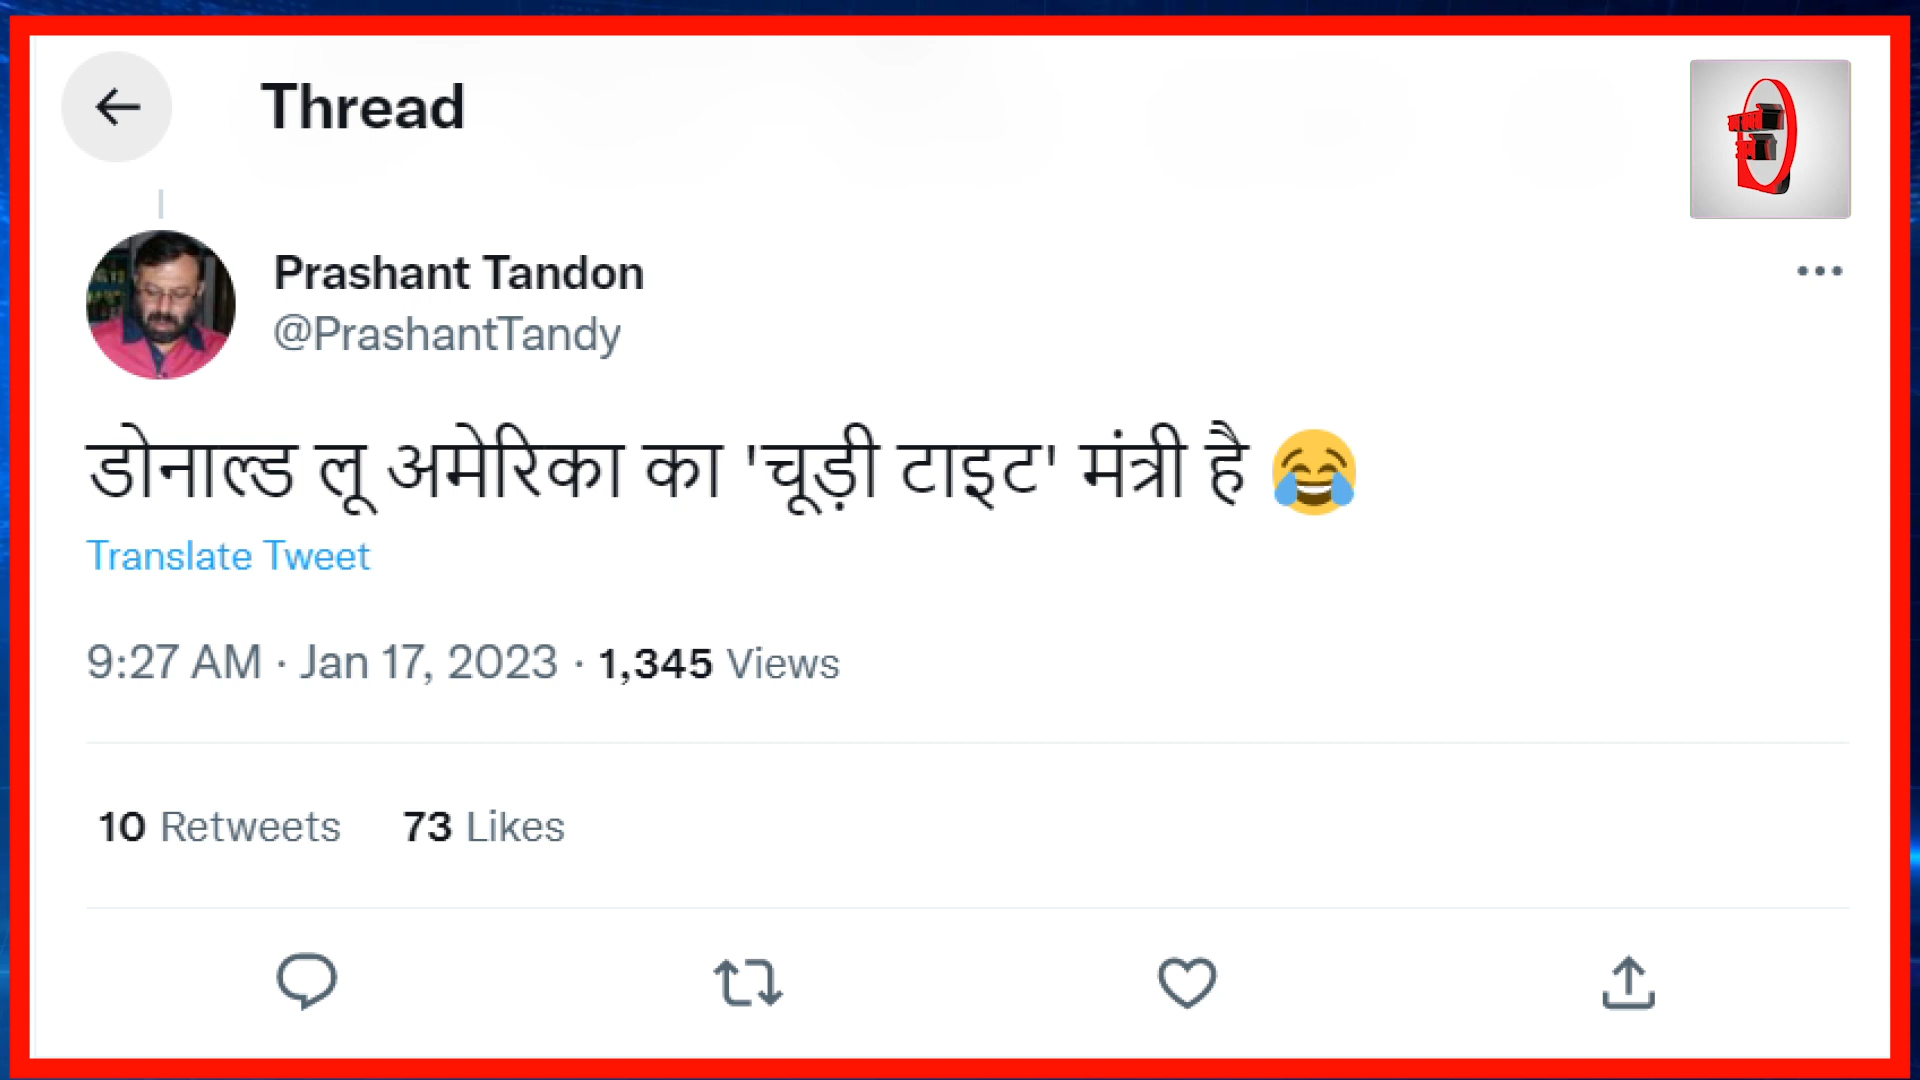 Thread
Prashant Tandon
@PrashantTandy
डोनाल्ड लू अमेरिका का 'चूड़ी टाइट' मंत्री है 😂
Translate Tweet
9:27 AM · Jan 17, 2023 · 1,345 Views
10 Retweets 73 Likes